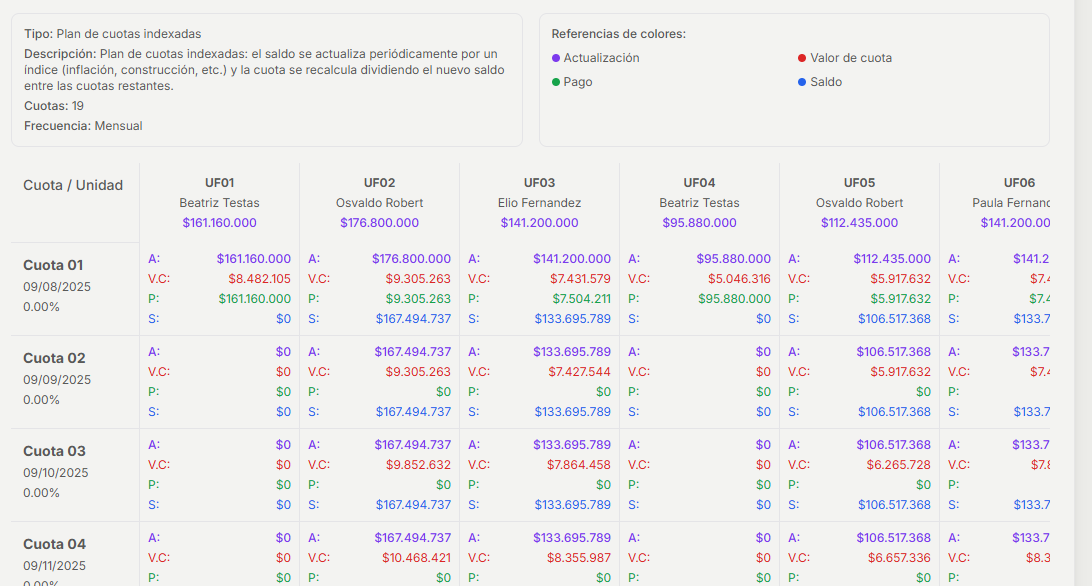 Tipo: Plan de cuotas indexadas
Descripción: Plan de cuotas indexadas: el saldo se actualiza periódicamente por un
índice (inflación, construcción, etc.) y la cuota se recalcula dividiendo el nuevo saldo
entre las cuotas restantes.
Cuotas: 19
Frecuencia: Mensual
Referencias de colores:
Actualización Valor de cuota
Pago Saldo
Cuota / Unidad UF01 UF02 UF03 UF04 UF05 UF06
Beatriz Testas Osvaldo Robert Elio Fernandez Beatriz Testas Osvaldo Robert Paula Fernanc
$161.160.000 $176.800.000 $141.200.000 $95.880.000 $112.435.000 $141.200.00
Cuota 01
09/08/2025
0.00%
A: $161.160.000 A: $176.800.000 A: $141.200.000 A: $95.880.000 A: $112.435.000 A: $141.2
V.C: $8.482.105 V.C: $9.305.263 V.C: $7.431.579 V.C: $5.046.316 V.C: $5.917.632 V.C: $7.4
P: $161.160.000 P: $9.305.263 P: $7.504.211 P: $95.880.000 P: $5.917.632 P: $7.4
S: $0 S: $167.494.737 S: $133.695.789 S: $0 S: $106.517.368 S: $133.7
Cuota 02
09/09/2025
0.00%
A: $0 A: $167.494.737 A: $133.695.789 A: $0 A: $106.517.368 A: $133.7
V.C: $0 V.C: $9.305.263 V.C: $7.427.544 V.C: $0 V.C: $5.917.632 V.C: $7.4
P: $0 P: $0 P: $0 P: $0 P: $0 P:
S: $0 S: $167.494.737 S: $133.695.789 S: $0 S: $106.517.368 S: $133.7
Cuota 03
09/10/2025
0.00%
A: $0 A: $167.494.737 A: $133.695.789 A: $0 A: $106.517.368 A: $133.7
V.C: $0 V.C: $9.852.632 V.C: $7.864.458 V.C: $0 V.C: $6.265.728 V.C: $7.8
P: $0 P: $0 P: $0 P: $0 P: $0 P:
S: $0 S: $167.494.737 S: $133.695.789 S: $0 S: $106.517.368 S: $133.7
Cuota 04
09/11/2025
0.00%
A: $0 A: $167.494.737 A: $133.695.789 A: $0 A: $106.517.368 A: $133.7
V.C: $0 V.C: $10.468.421 V.C: $8.355.987 V.C: $0 V.C: $6.657.336 V.C: $8.3
P: $0 P: $0 P: $0 P: $0 P: $0 P: